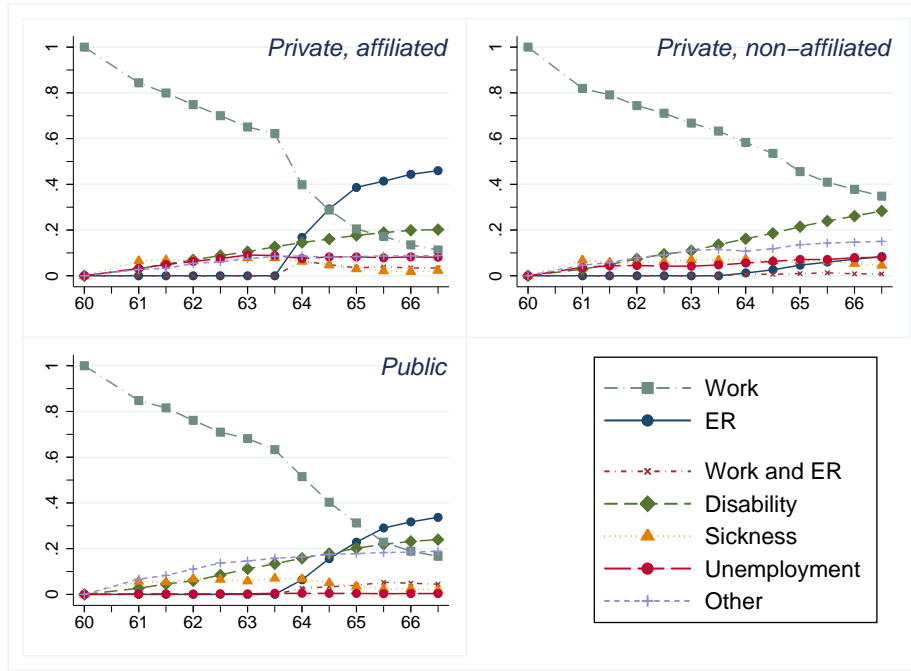 Private, affiliated
1
.8
.6
.4
.2
0
60 61 62 63 64 65 66
Private, non−affiliated
1
.8
.6
.4
.2
0
60 61 62 63 64 65 66
Public
1
.8
.6
.4
.2
0
60 61 62 63 64 65 66
Work
ER
Work and ER
Disability
Sickness
Unemployment
Other